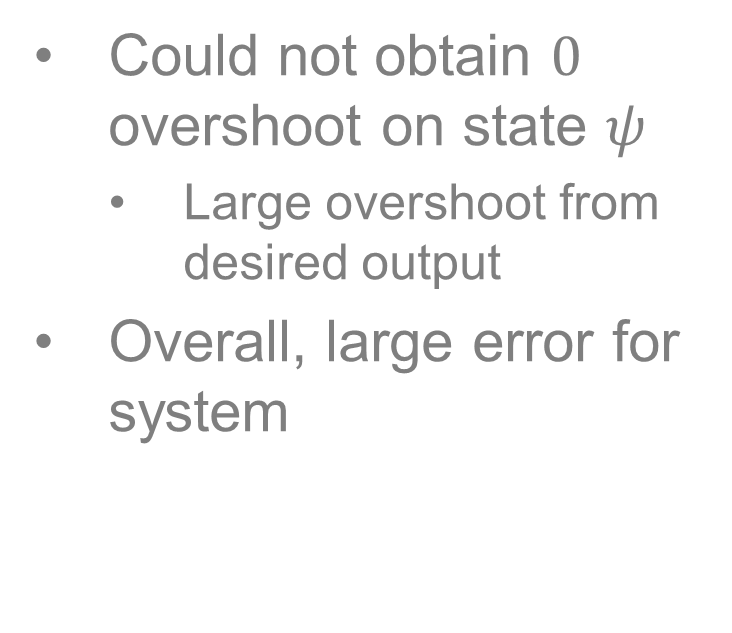 • Could not obtain 0
overshoot on state ψ
• Large overshoot from
desired output
• Overall, large error for
system